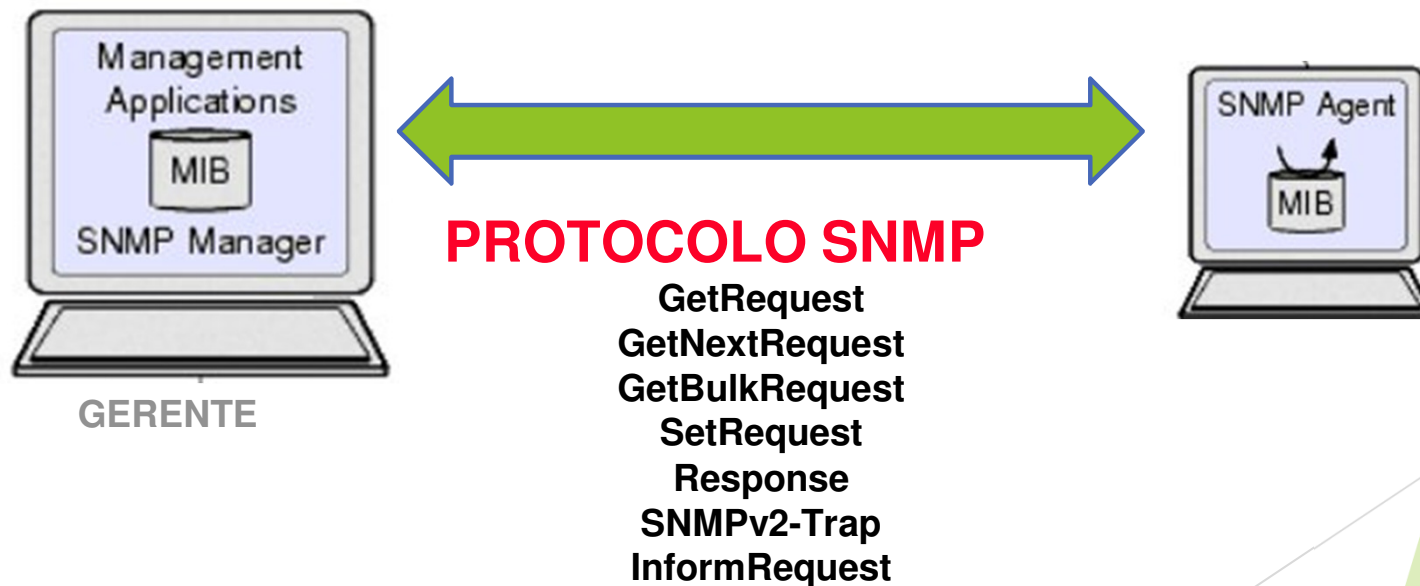 Management
Applications
MIB
SNMP Manager
GERENTE
PROTOCOLO SNMP
GetRequest
GetNextRequest
GetBulkRequest
SetRequest
Response
SNMPv2-Trap
InformRequest
SNMP Agent
MIB